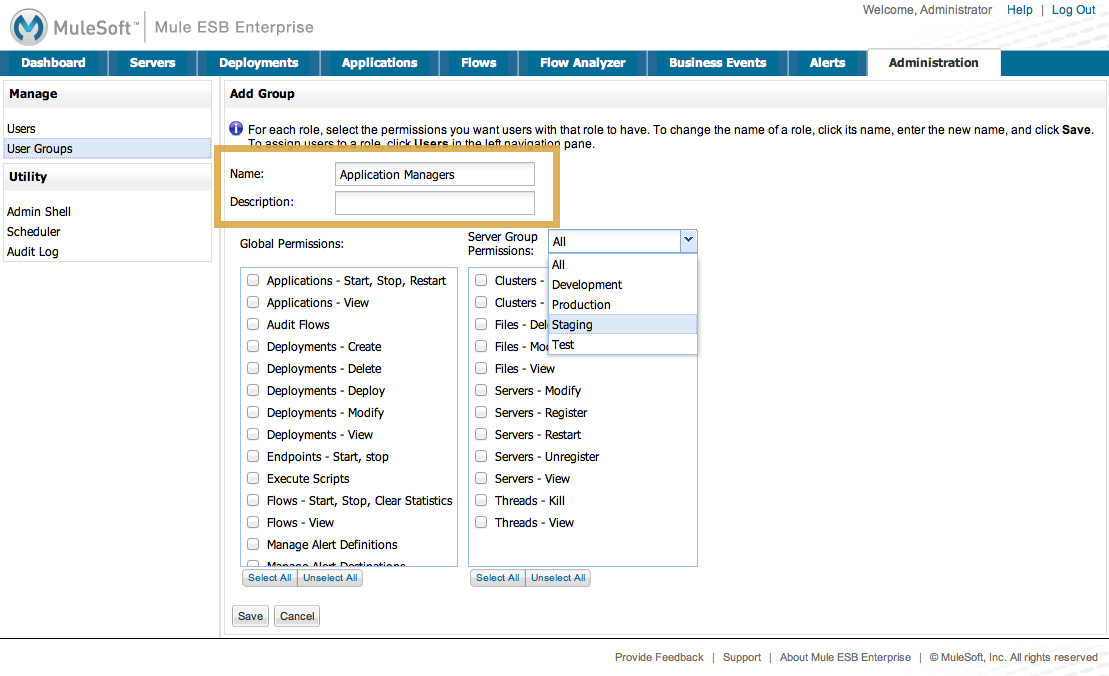 MuleSoft™ Mule ESB Enterprise
Welcome, Administrator Help | Log Out
Dashboard Servers Deployments Applications Flows Flow Analyzer Business Events Alerts Administration
Manage
Users
User Groups
Utility
Admin Shell
Scheduler
Audit Log
Add Group
For each role, select the permissions you want users with that role to have. To change the name of a role, click its name, enter the new name, and click Save.
To assign users to a role, click Users in the left navigation pane.
Name: Application Managers
Description:
Global Permissions:
Applications - Start, Stop, Restart
Applications - View
Audit Flows
Deployments - Create
Deployments - Delete
Deployments - Deploy
Deployments - Modify
Deployments - View
Endpoints - Start, stop
Execute Scripts
Flows - Start, Stop, Clear Statistics
Flows - View
Manage Alert Definitions
Manage Alert Destinations
Select All Unselect All
Server Group
Permissions:
All
All
Development
Production
Staging
Test
Clusters -
Clusters -
Files - Del
Files - Mo
Files - View
Servers - Modify
Servers - Register
Servers - Restart
Servers - Unregister
Servers - View
Threads - Kill
Threads - View
Select All Unselect All
Save Cancel
Provide Feedback | Support | About Mule ESB Enterprise | © MuleSoft, Inc. All rights reserved